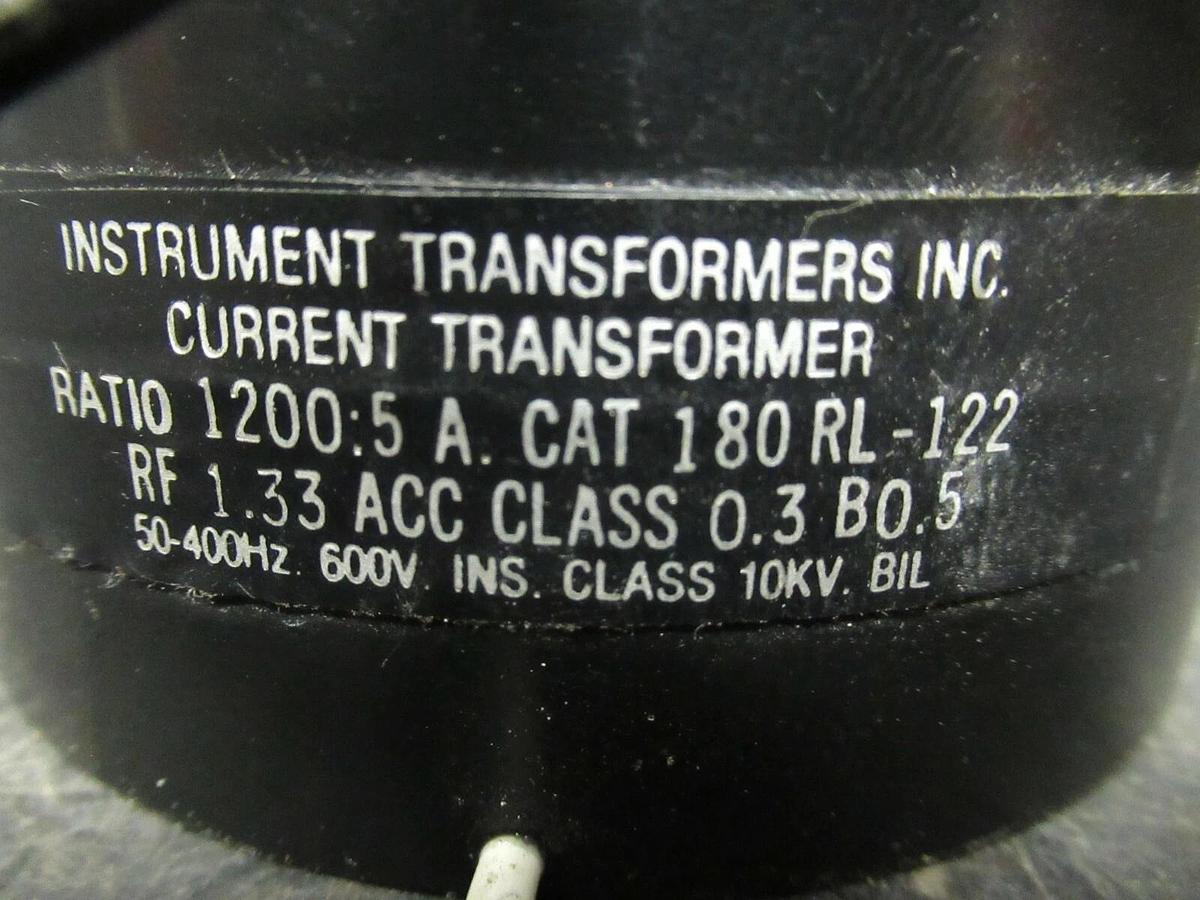 INSTRUMENT TRANSFORMERS INC.
CURRENT TRANSFORMER
RATIO 1200:5 A. CAT 180 RL-122
RF 1.33 ACC CLASS 0.3 B0.5
50-400Hz. 600V. INS. CLASS 10KV. BIL